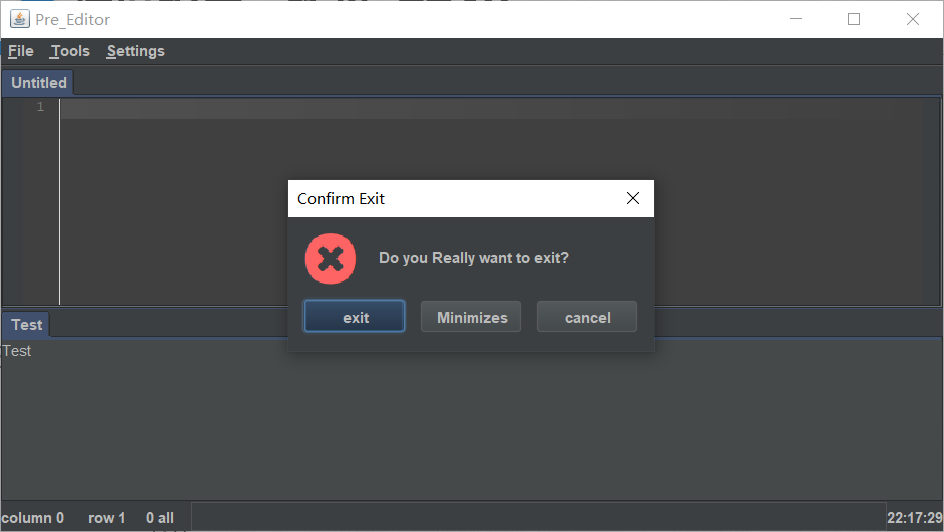 Pre_Editor
File Tools Settings
Untitled
1
Confirm Exit
Do you Really want to exit?
exit Minimizes cancel
Test
Test
column 0 row 1 0 all 22:17:29